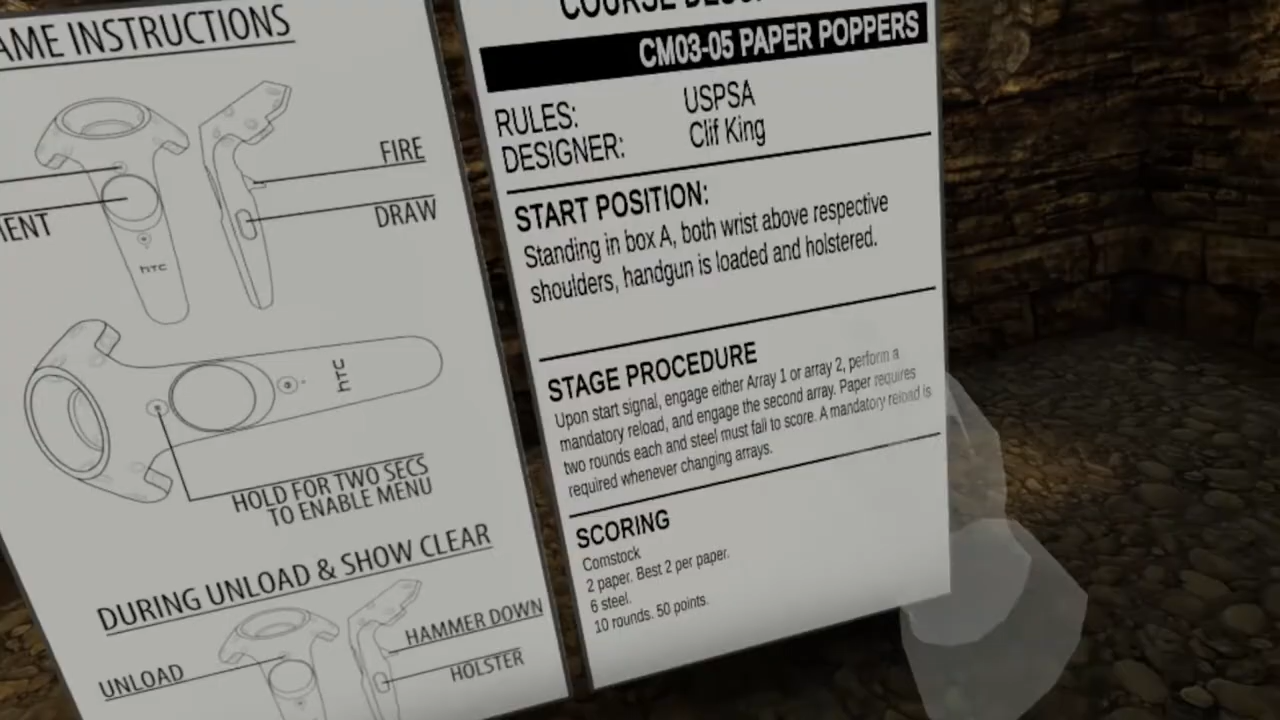 AME INSTRUCTIONS
FIRE
DRAW
MENT
hTC
hTC
HOLD FOR TWO SECS
TO ENABLE MENU
DURING UNLOAD & SHOW CLEAR
HAMMER DOWN
UNLOAD
HOLSTER
COURSE
CM03-05 PAPER POPPERS
RULES: USPSA
DESIGNER: Clif King
START POSITION:
Standing in box A, both wrist above respective
shoulders, handgun is loaded and holstered.
STAGE PROCEDURE
Upon start signal, engage either Array 1 or array 2, perform a
mandatory reload, and engage the second array. Paper requires
two rounds each and steel must fall to score. A mandatory reload is
required whenever changing arrays.
SCORING
Comstock
2 paper. Best 2 per paper.
6 steel.
10 rounds. 50 points.